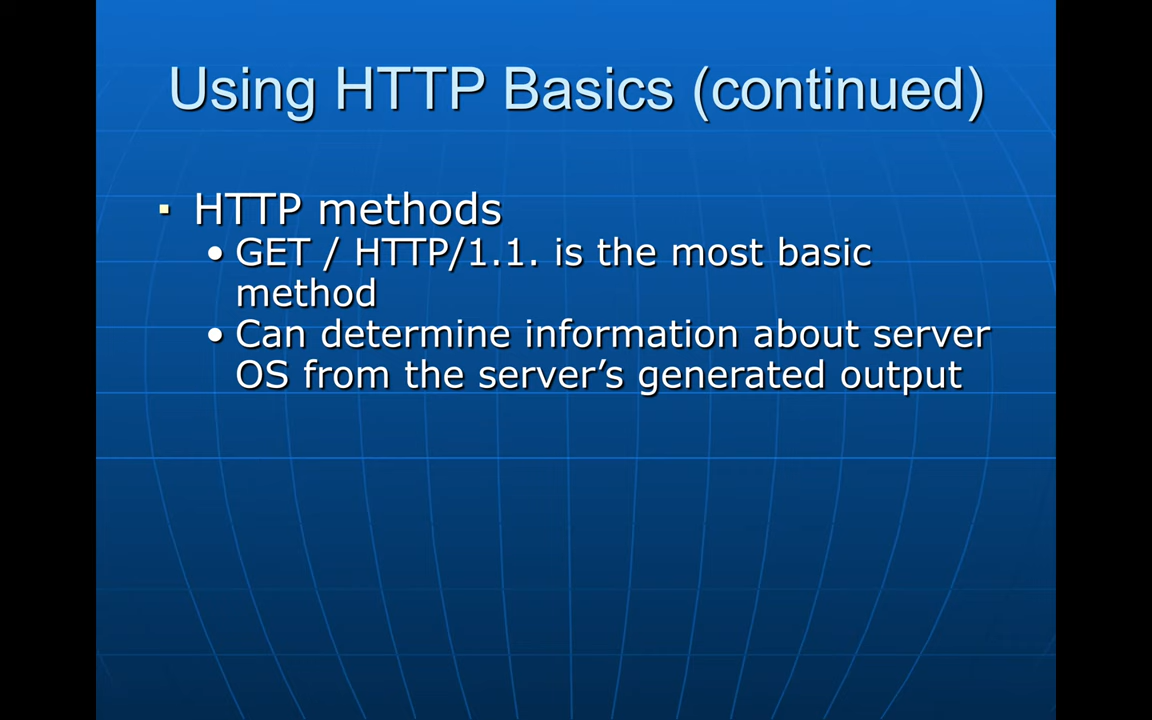 Using HTTP Basics (continued)
▪ HTTP methods
• GET / HTTP/1.1. is the most basic
method
• Can determine information about server
OS from the server’s generated output